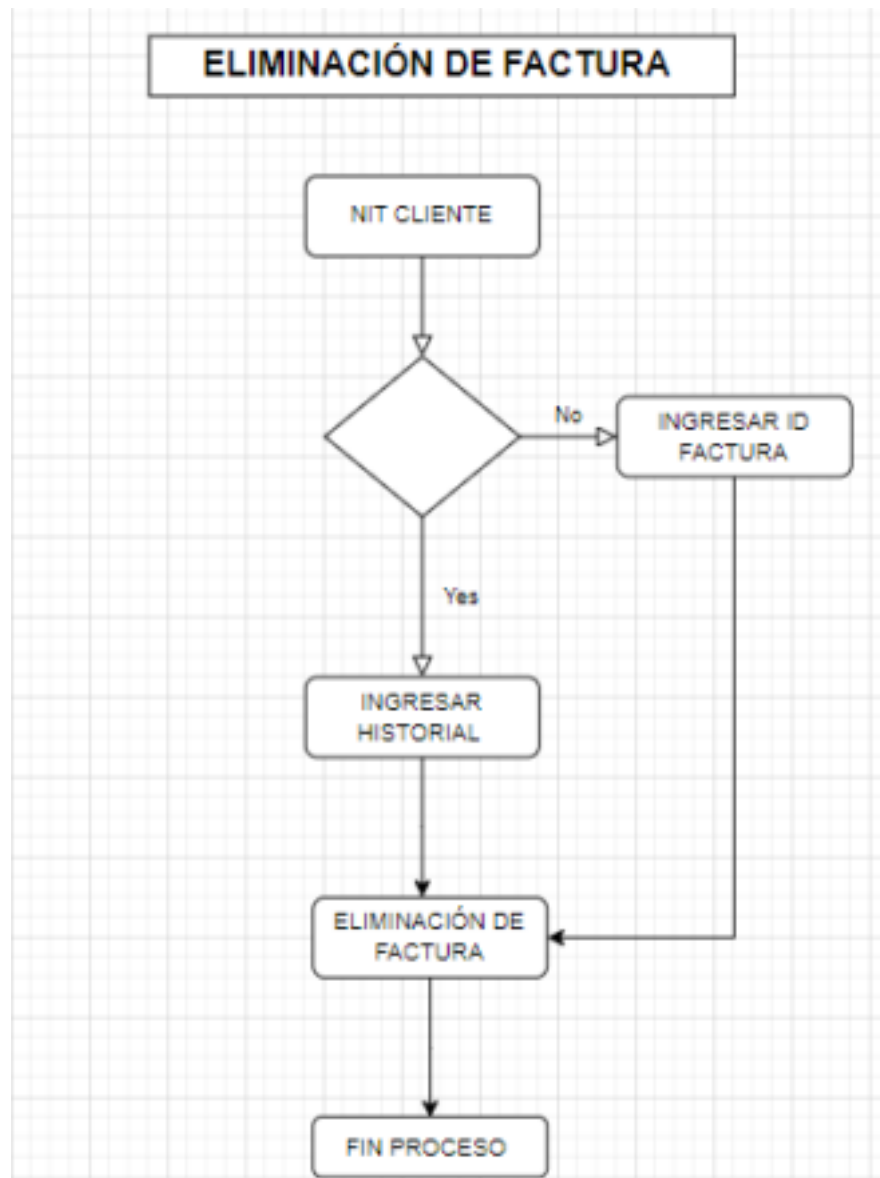 ELIMINACIÓN DE FACTURA
NIT CLIENTE
No
INGRESAR ID
FACTURA
Yes
INGRESAR
HISTORIAL
ELIMINACIÓN DE
FACTURA
FIN PROCESO